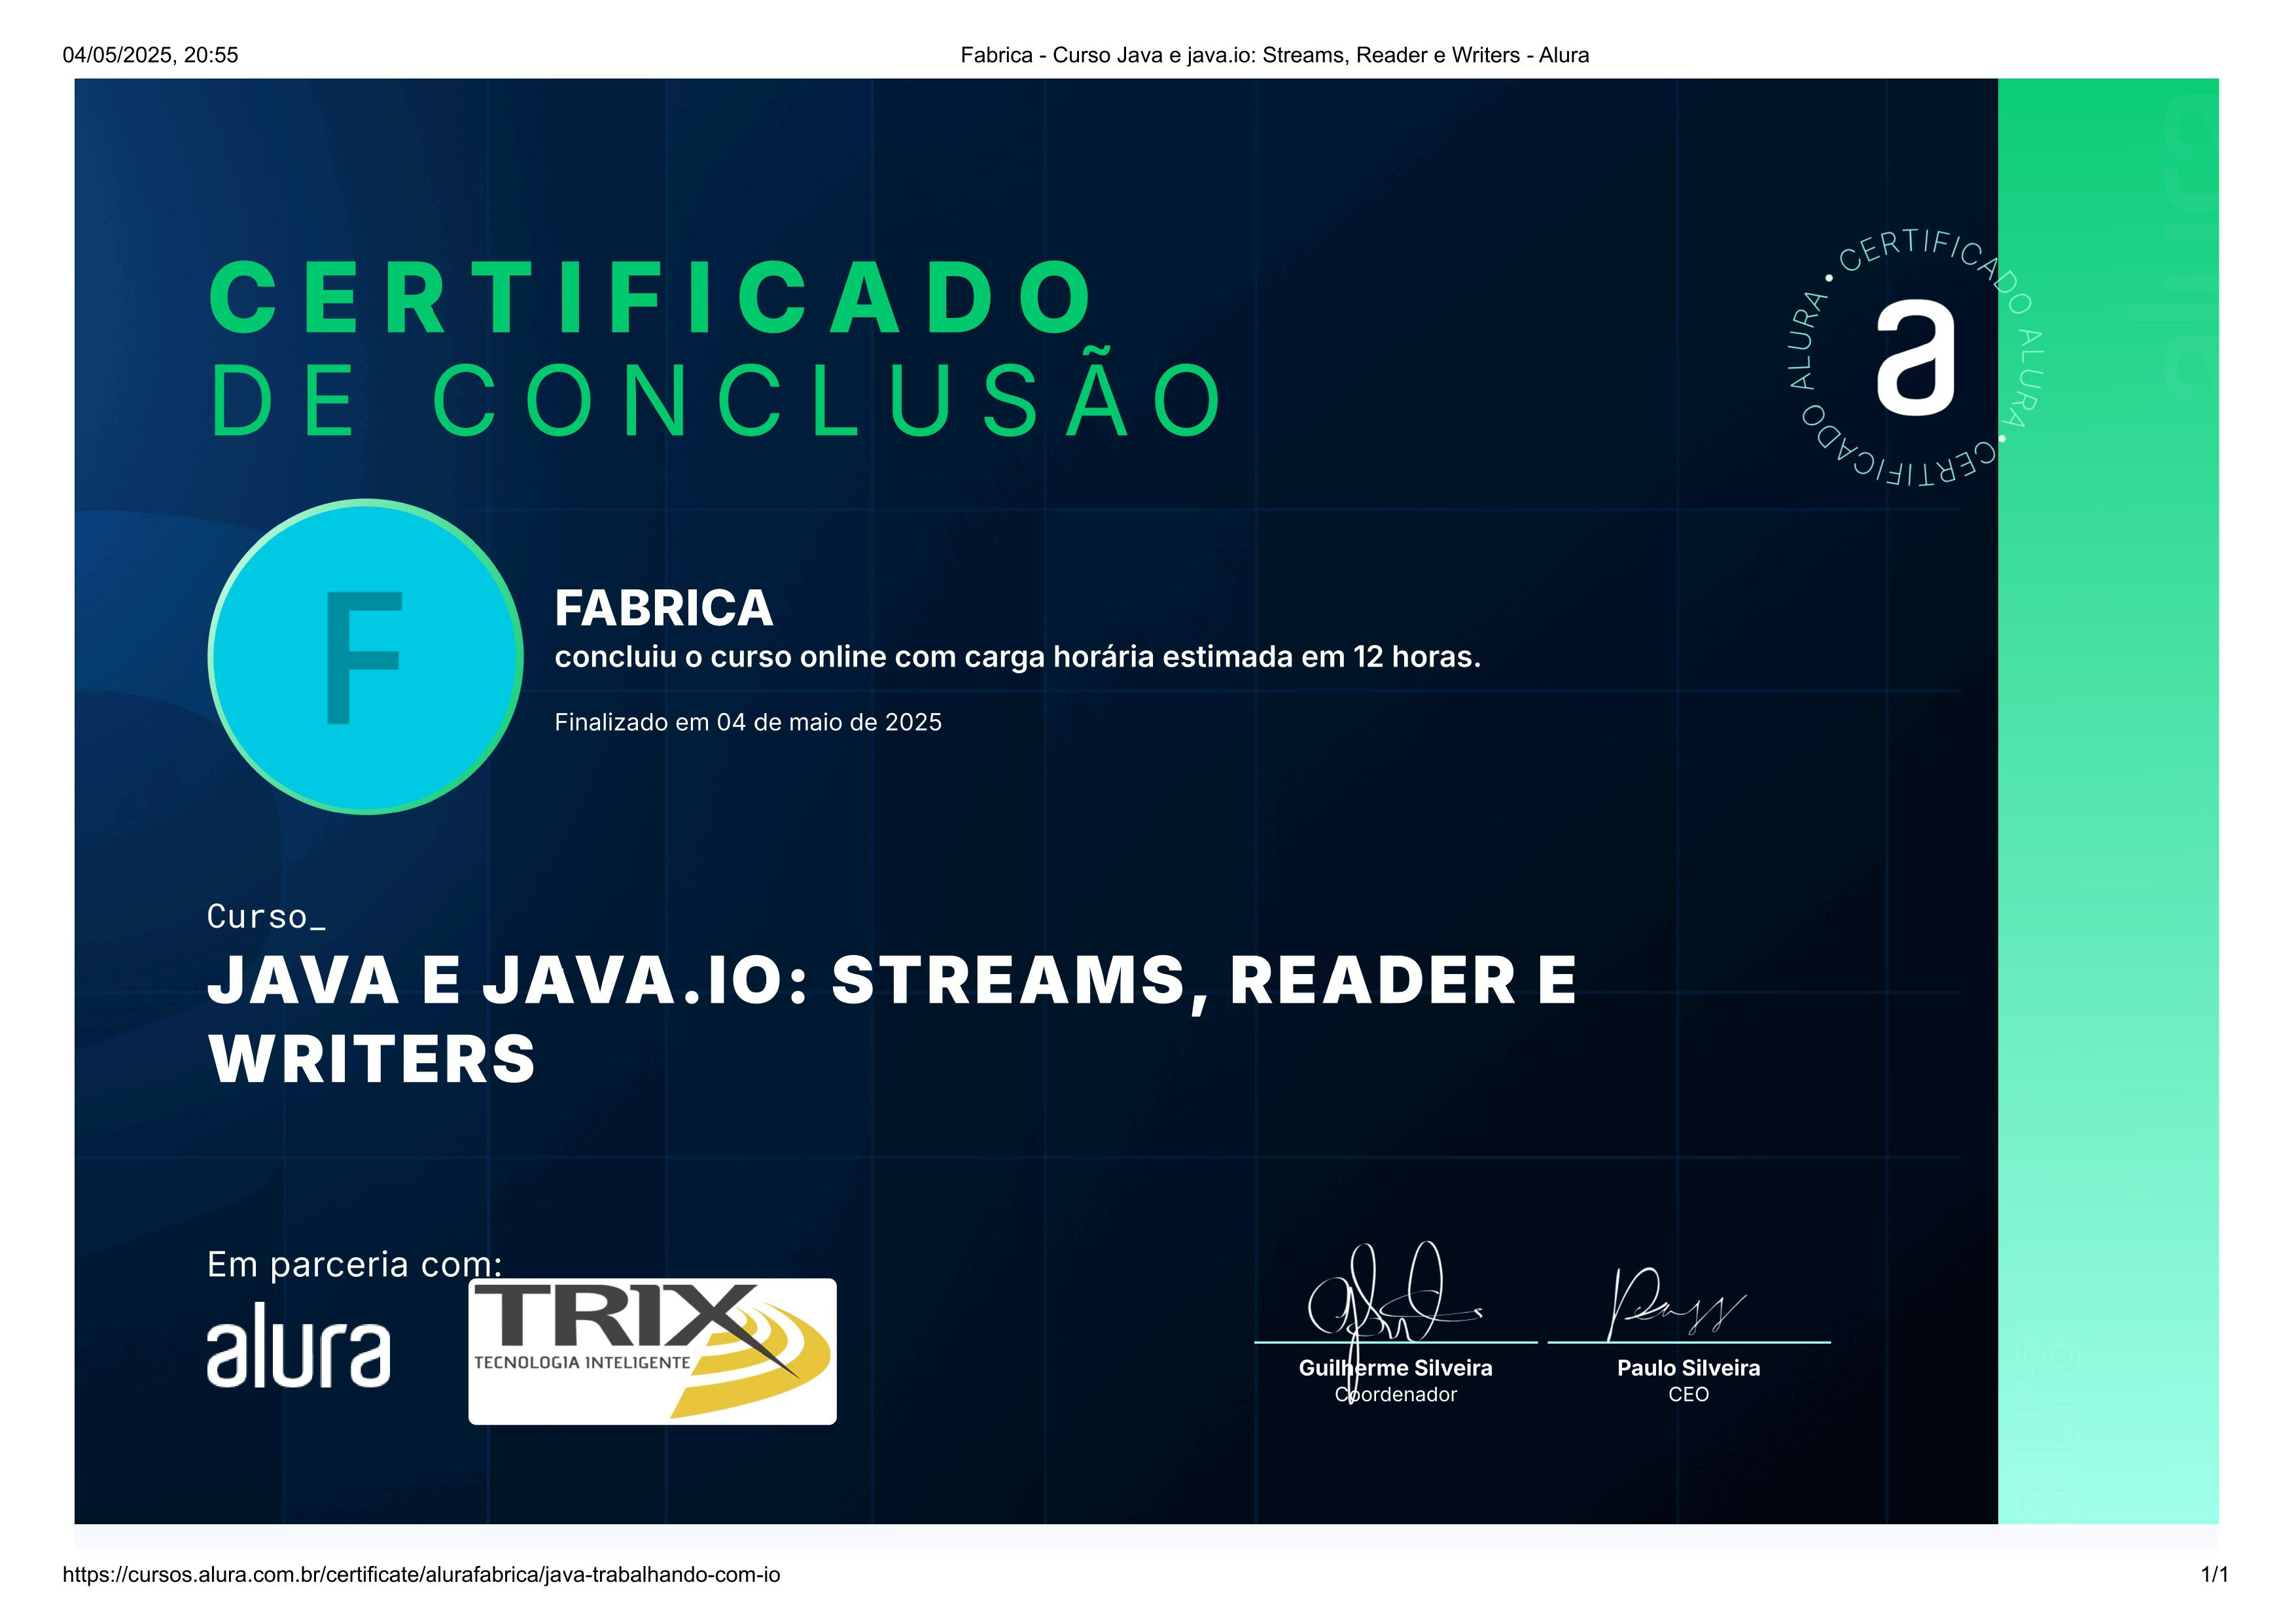 04/05/2025, 20:55
Fabrica - Curso Java e java.io: Streams, Reader e Writers - Alura
CERTIFICADO
DE CONCLUSÃO
CERTIFICADO ALURA • CERTIFICADO ALURA •
a
F
FABRICA
concluiu o curso online com carga horária estimada em 12 horas.
Finalizado em 04 de maio de 2025
Curso_
JAVA E JAVA.IO: STREAMS, READER E
WRITERS
Em parceria com:
alura
TRIX
TECNOLOGIA INTELIGENTE
Guilherme Silveira
Coordenador
Paulo Silveira
CEO
alura
alura
https://cursos.alura.com.br/certificate/alurafabrica/java-trabalhando-com-io
1/1